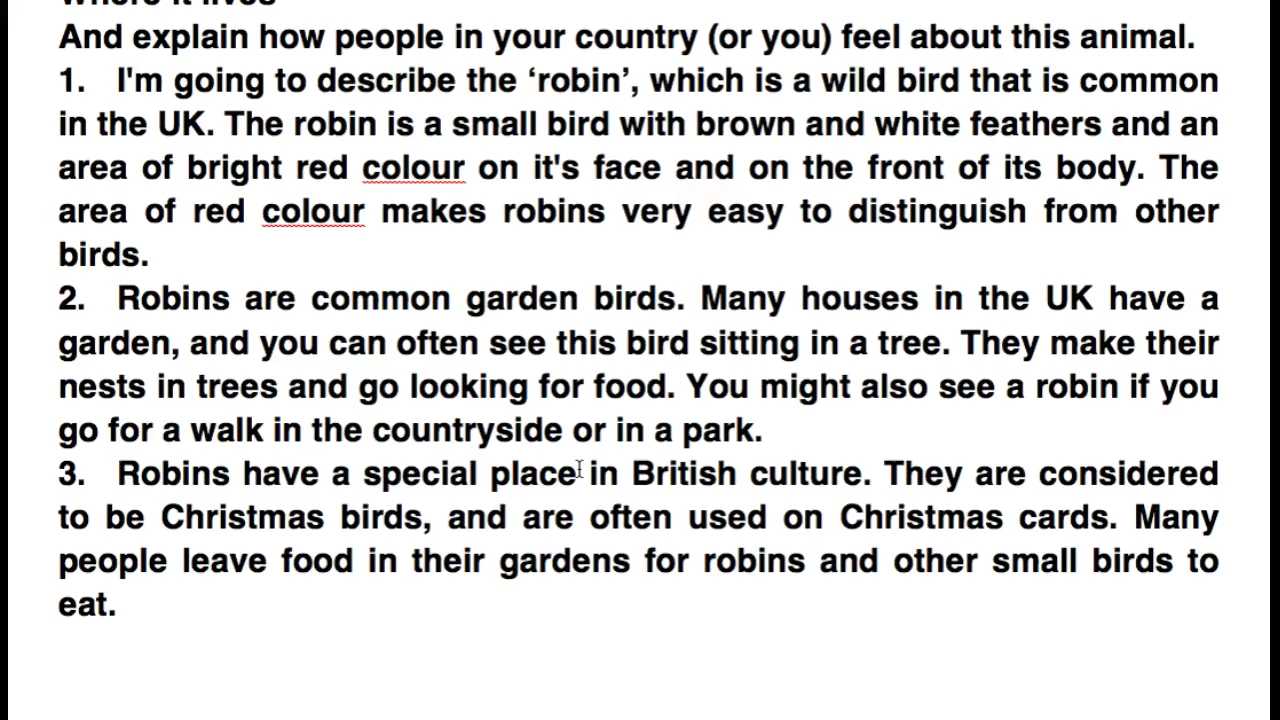 Where it lives
And explain how people in your country (or you) feel about this animal.
1. I'm going to describe the ‘robin’, which is a wild bird that is common
in the UK. The robin is a small bird with brown and white feathers and an
area of bright red colour on it's face and on the front of its body. The
area of red colour makes robins very easy to distinguish from other
birds.
2. Robins are common garden birds. Many houses in the UK have a
garden, and you can often see this bird sitting in a tree. They make their
nests in trees and go looking for food. You might also see a robin if you
go for a walk in the countryside or in a park.
3. Robins have a special place in British culture. They are considered
to be Christmas birds, and are often used on Christmas cards. Many
people leave food in their gardens for robins and other small birds to
eat.